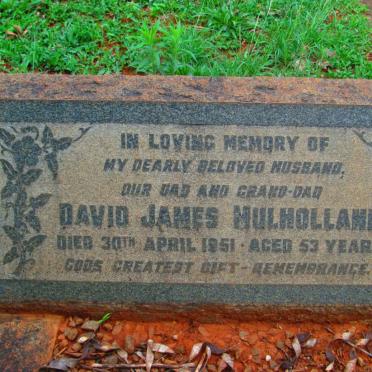 IN LOVING MEMORY OF
MY DEARLY BELOVED HUSBAND,
OUR DAD AND GRAND-DAD
DAVID JAMES MULHOLLAND
DIED 30TH APRIL 1951 · AGED 53 YEAR
GODS GREATEST GIFT - REMEMBRANCE.